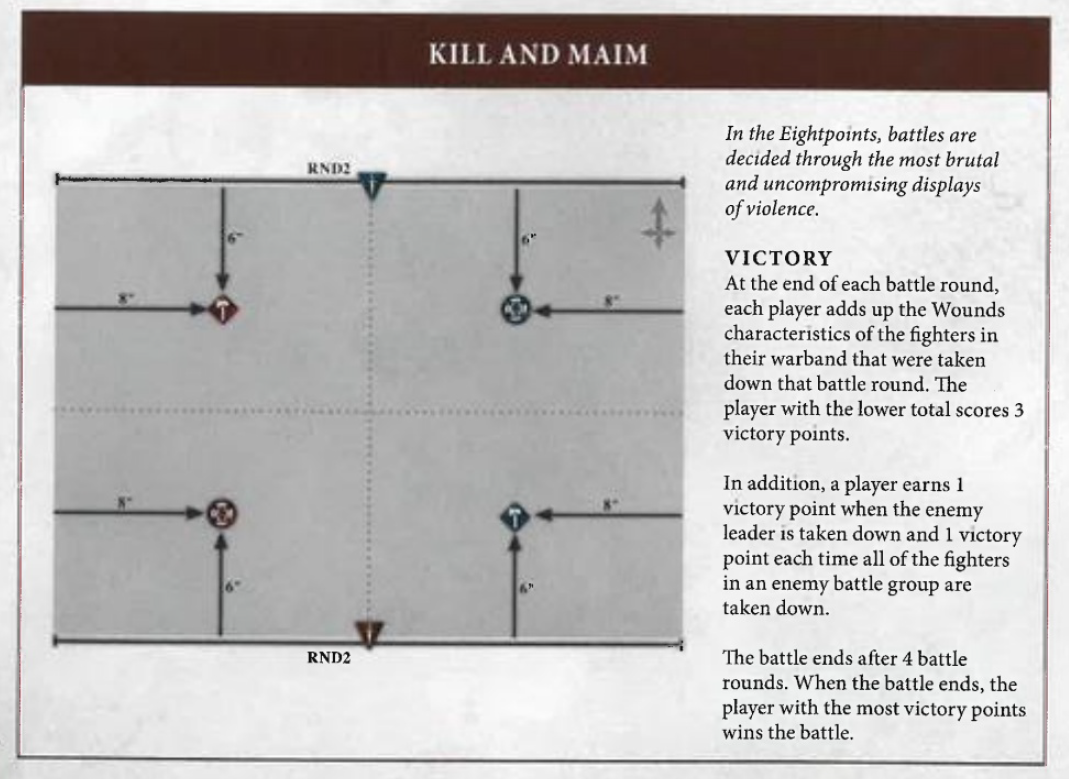 KILL AND MAIM
RND2
6"
6"
8"
8"
8"
8"
6"
6"
RND2
In the Eightpoints, battles are
decided through the most brutal
and uncompromising displays
of violence.
VICTORY
At the end of each battle round,
each player adds up the Wounds
characteristics of the fighters in
their warband that were taken
down that battle round. The
player with the lower total scores 3
victory points.
In addition, a player earns 1
victory point when the enemy
leader is taken down and 1 victory
point each time all of the fighters
in an enemy battle group are
taken down.
The battle ends after 4 battle
rounds. When the battle ends, the
player with the most victory points
wins the battle.